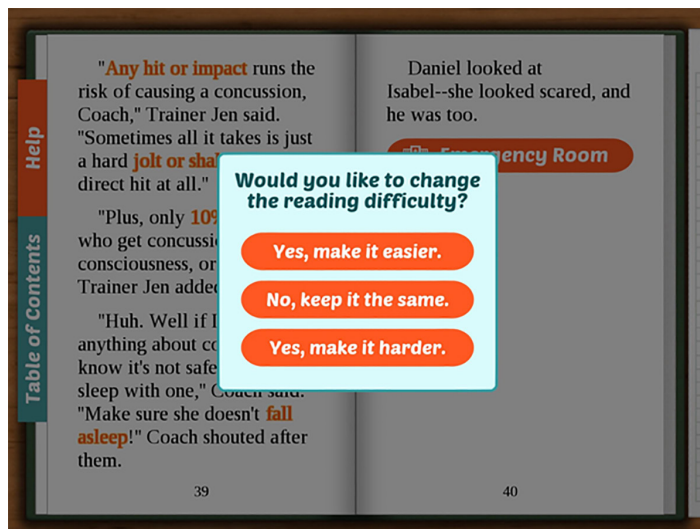 Help
Table of Contents
"Any hit or impact runs the
risk of causing a concussion,
Coach," Trainer Jen said.
"Sometimes all it takes is just
a hard jolt or
direct hit at all."
"Plus, only
who get
consciousness, or
Trainer Jen
"Huh. Well if I
anything about
know it's not safe
sleep with one," Coach said.
"Make sure she doesn't fall
asleep!" Coach shouted after
them.
39
Daniel looked at
Isabel--she looked scared, and
he was too.
Emergency Room
40
Would you like to change
the reading difficulty?
Yes, make it easier.
No, keep it the same.
Yes, make it harder.